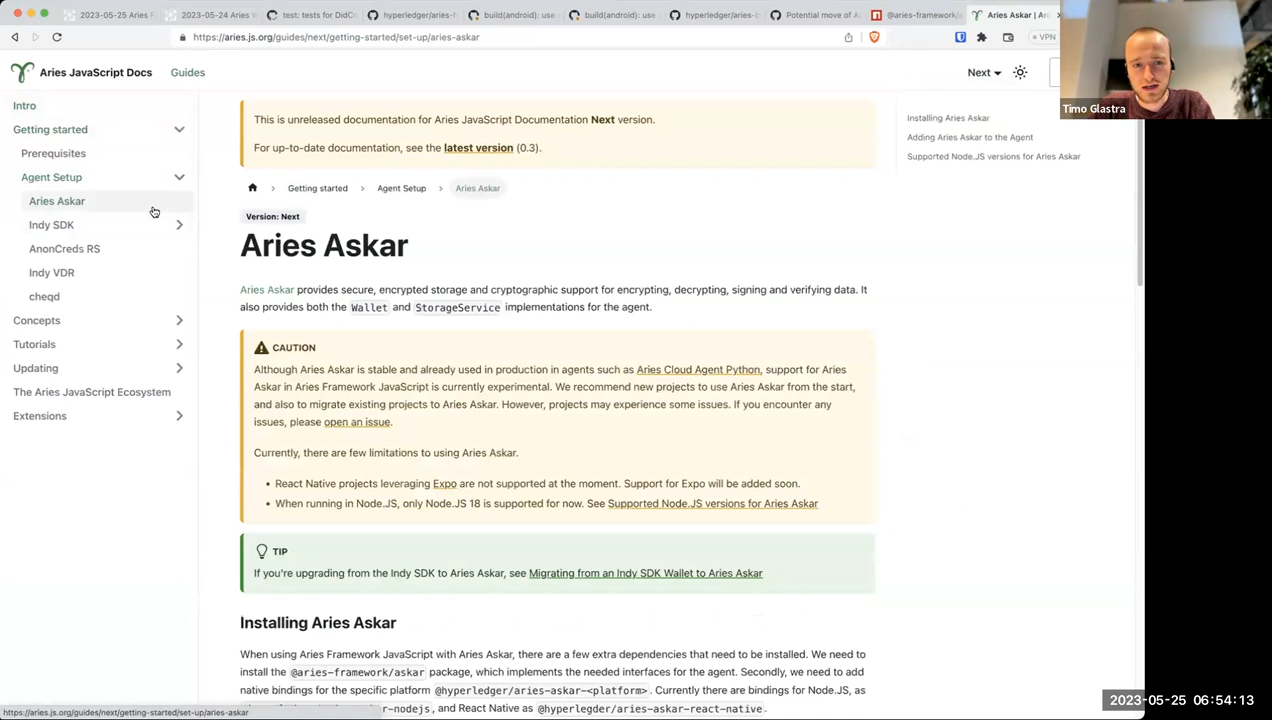 2023-05-25 Aries F
2023-05-24 Aries W
test: tests for DidCo
hyperledger/aries-f
build(android): use
build(android): use
hyperledger/aries-b
Potential move of A
@aries-framework/
Aries Askar | Ari
https://aries.js.org/guides/next/getting-started/set-up/aries-askar
VPN
Aries JavaScript Docs
Guides
Next
Timo Glastra
Intro
Getting started
Prerequisites
Agent Setup
Aries Askar
Indy SDK
AnonCreds RS
Indy VDR
cheqd
Concepts
Tutorials
Updating
The Aries JavaScript Ecosystem
Extensions
This is unreleased documentation for Aries JavaScript Documentation Next version.
For up-to-date documentation, see the latest version (0.3).
Getting started
Agent Setup
Aries Askar
Version: Next
Aries Askar
Aries Askar provides secure, encrypted storage and cryptographic support for encrypting, decrypting, signing and verifying data. It
also provides both the Wallet and StorageService implementations for the agent.
CAUTION
Although Aries Askar is stable and already used in production in agents such as Aries Cloud Agent Python, support for Aries
Askar in Aries Framework JavaScript is currently experimental. We recommend new projects to use Aries Askar from the start,
and also to migrate existing projects to Aries Askar. However, projects may experience some issues. If you encounter any
issues, please open an issue.
Currently, there are few limitations to using Aries Askar.
• React Native projects leveraging Expo are not supported at the moment. Support for Expo will be added soon.
• When running in Node.JS, only Node.JS 18 is supported for now. See Supported Node.JS versions for Aries Askar
TIP
If you're upgrading from the Indy SDK to Aries Askar, see Migrating from an Indy SDK Wallet to Aries Askar
Installing Aries Askar
When using Aries Framework JavaScript with Aries Askar, there are a few extra dependencies that need to be installed. We need to
install the @aries-framework/askar package, which implements the needed interfaces for the agent. Secondly, we need to add
native bindings for the specific platform @hyperledger/aries-askar-<platform>. Currently there are bindings for Node.JS, as
-askar-nodejs, and React Native as @hyperlegder/aries-askar-react-native.
Installing Aries Askar
Adding Aries Askar to the Agent
Supported Node.JS versions for Aries Askar
https://aries.js.org/guides/next/getting-started/set-up/aries-askar
2023-05-25 06:54:13